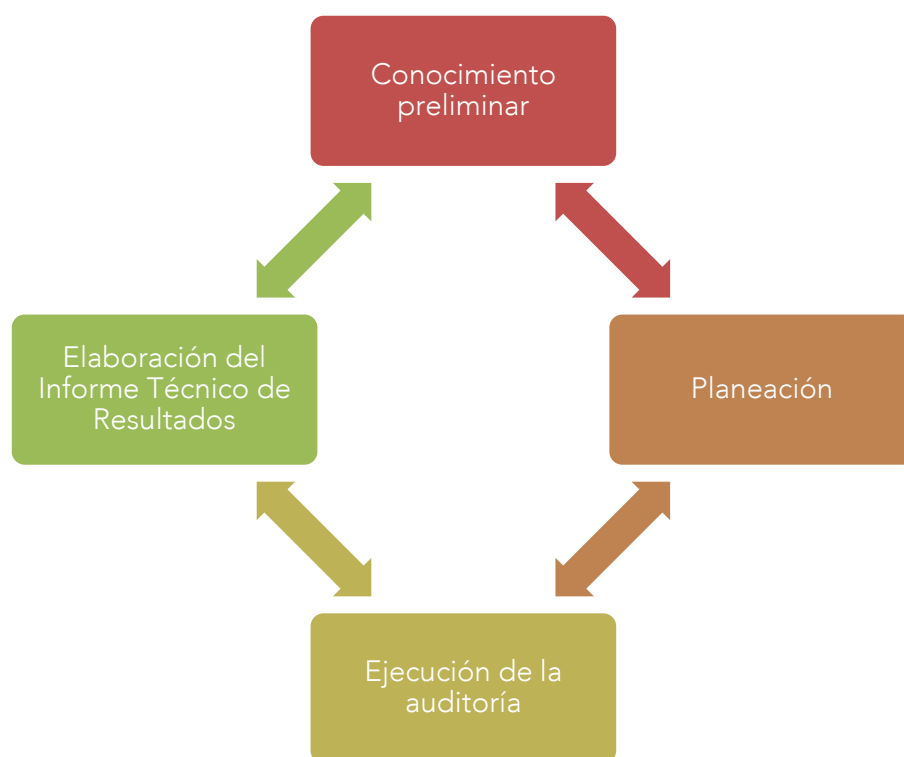 Conocimiento
preliminar
Planeación
Ejecución de la
auditoría
Elaboración del
Informe Técnico de
Resultados